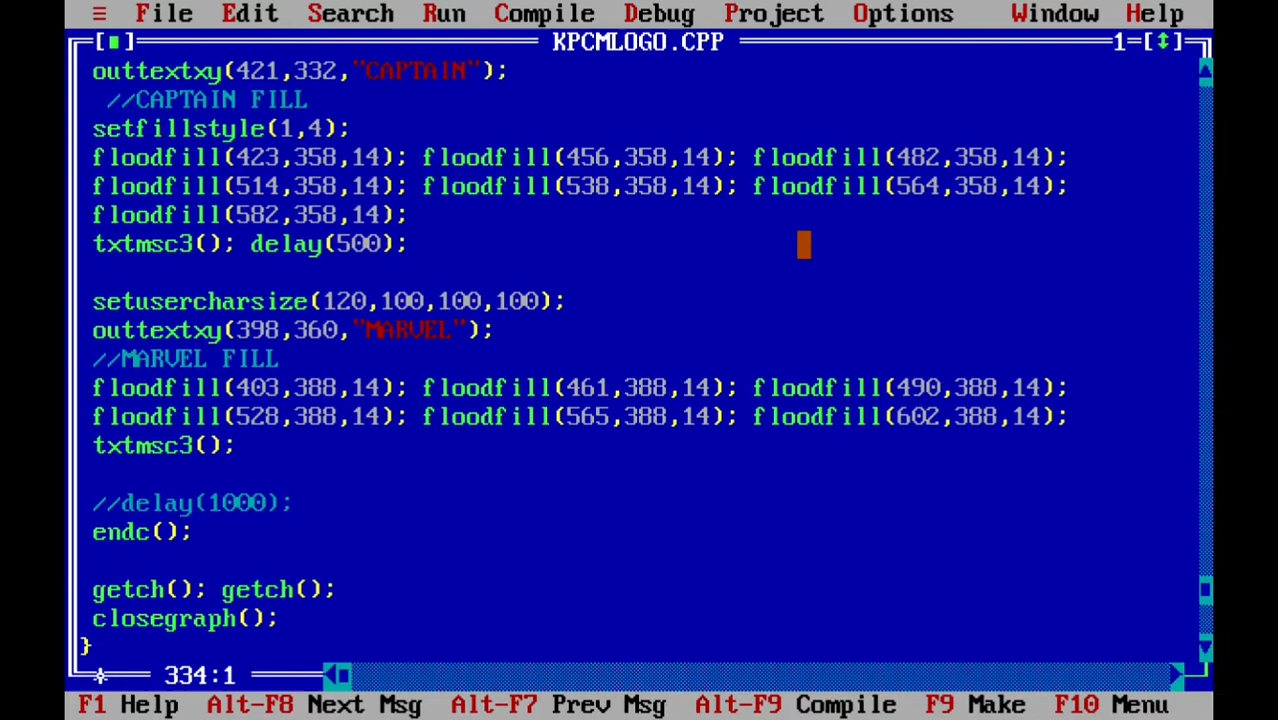 ≡ File Edit Search Run Compile Debug Project Options Window Help
[■] KPCMLOGO.CPP 1=[↕]
outtextxy(421,332,"CAPTAIN");
//CAPTAIN FILL
setfillstyle(1,4);
floodfill(423,358,14); floodfill(456,358,14); floodfill(482,358,14);
floodfill(514,358,14); floodfill(538,358,14); floodfill(564,358,14);
floodfill(582,358,14);
txtmsc3(); delay(500);
setusercharsize(120,100,100,100);
outtextxy(398,360,"MARVEL");
//MARVEL FILL
floodfill(403,388,14); floodfill(461,388,14); floodfill(490,388,14);
floodfill(528,388,14); floodfill(565,388,14); floodfill(602,388,14);
txtmsc3();
//delay(1000);
endc();
getch(); getch();
closegraph();
}
334:1
F1 Help Alt-F8 Next Msg Alt-F7 Prev Msg Alt-F9 Compile F9 Make F10 Menu